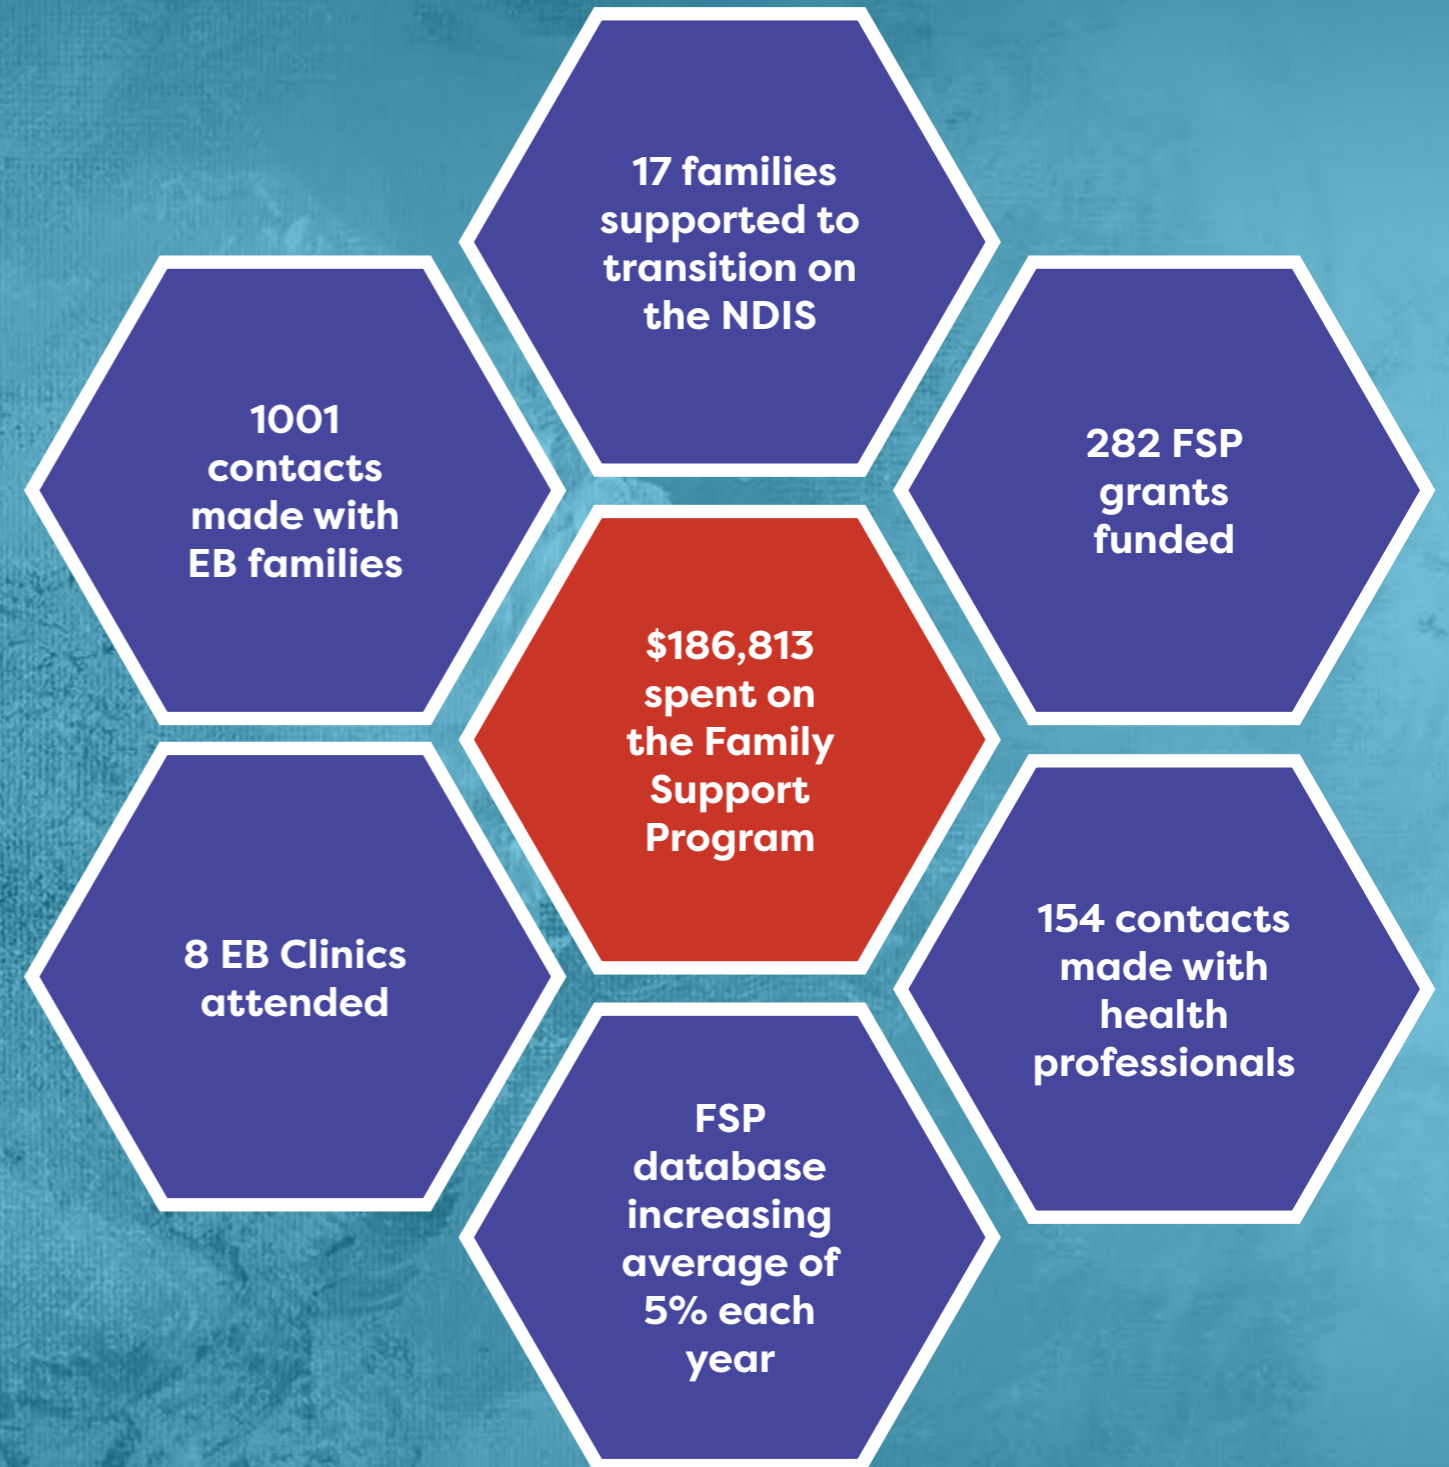 17 families
supported to
transition on
the NDIS
1001
contacts
made with
EB families
282 FSP
grants
funded
$186,813
spent on
the Family
Support
Program
8 EB Clinics
attended
154 contacts
made with
health
professionals
FSP
database
increasing
average of
5% each
year